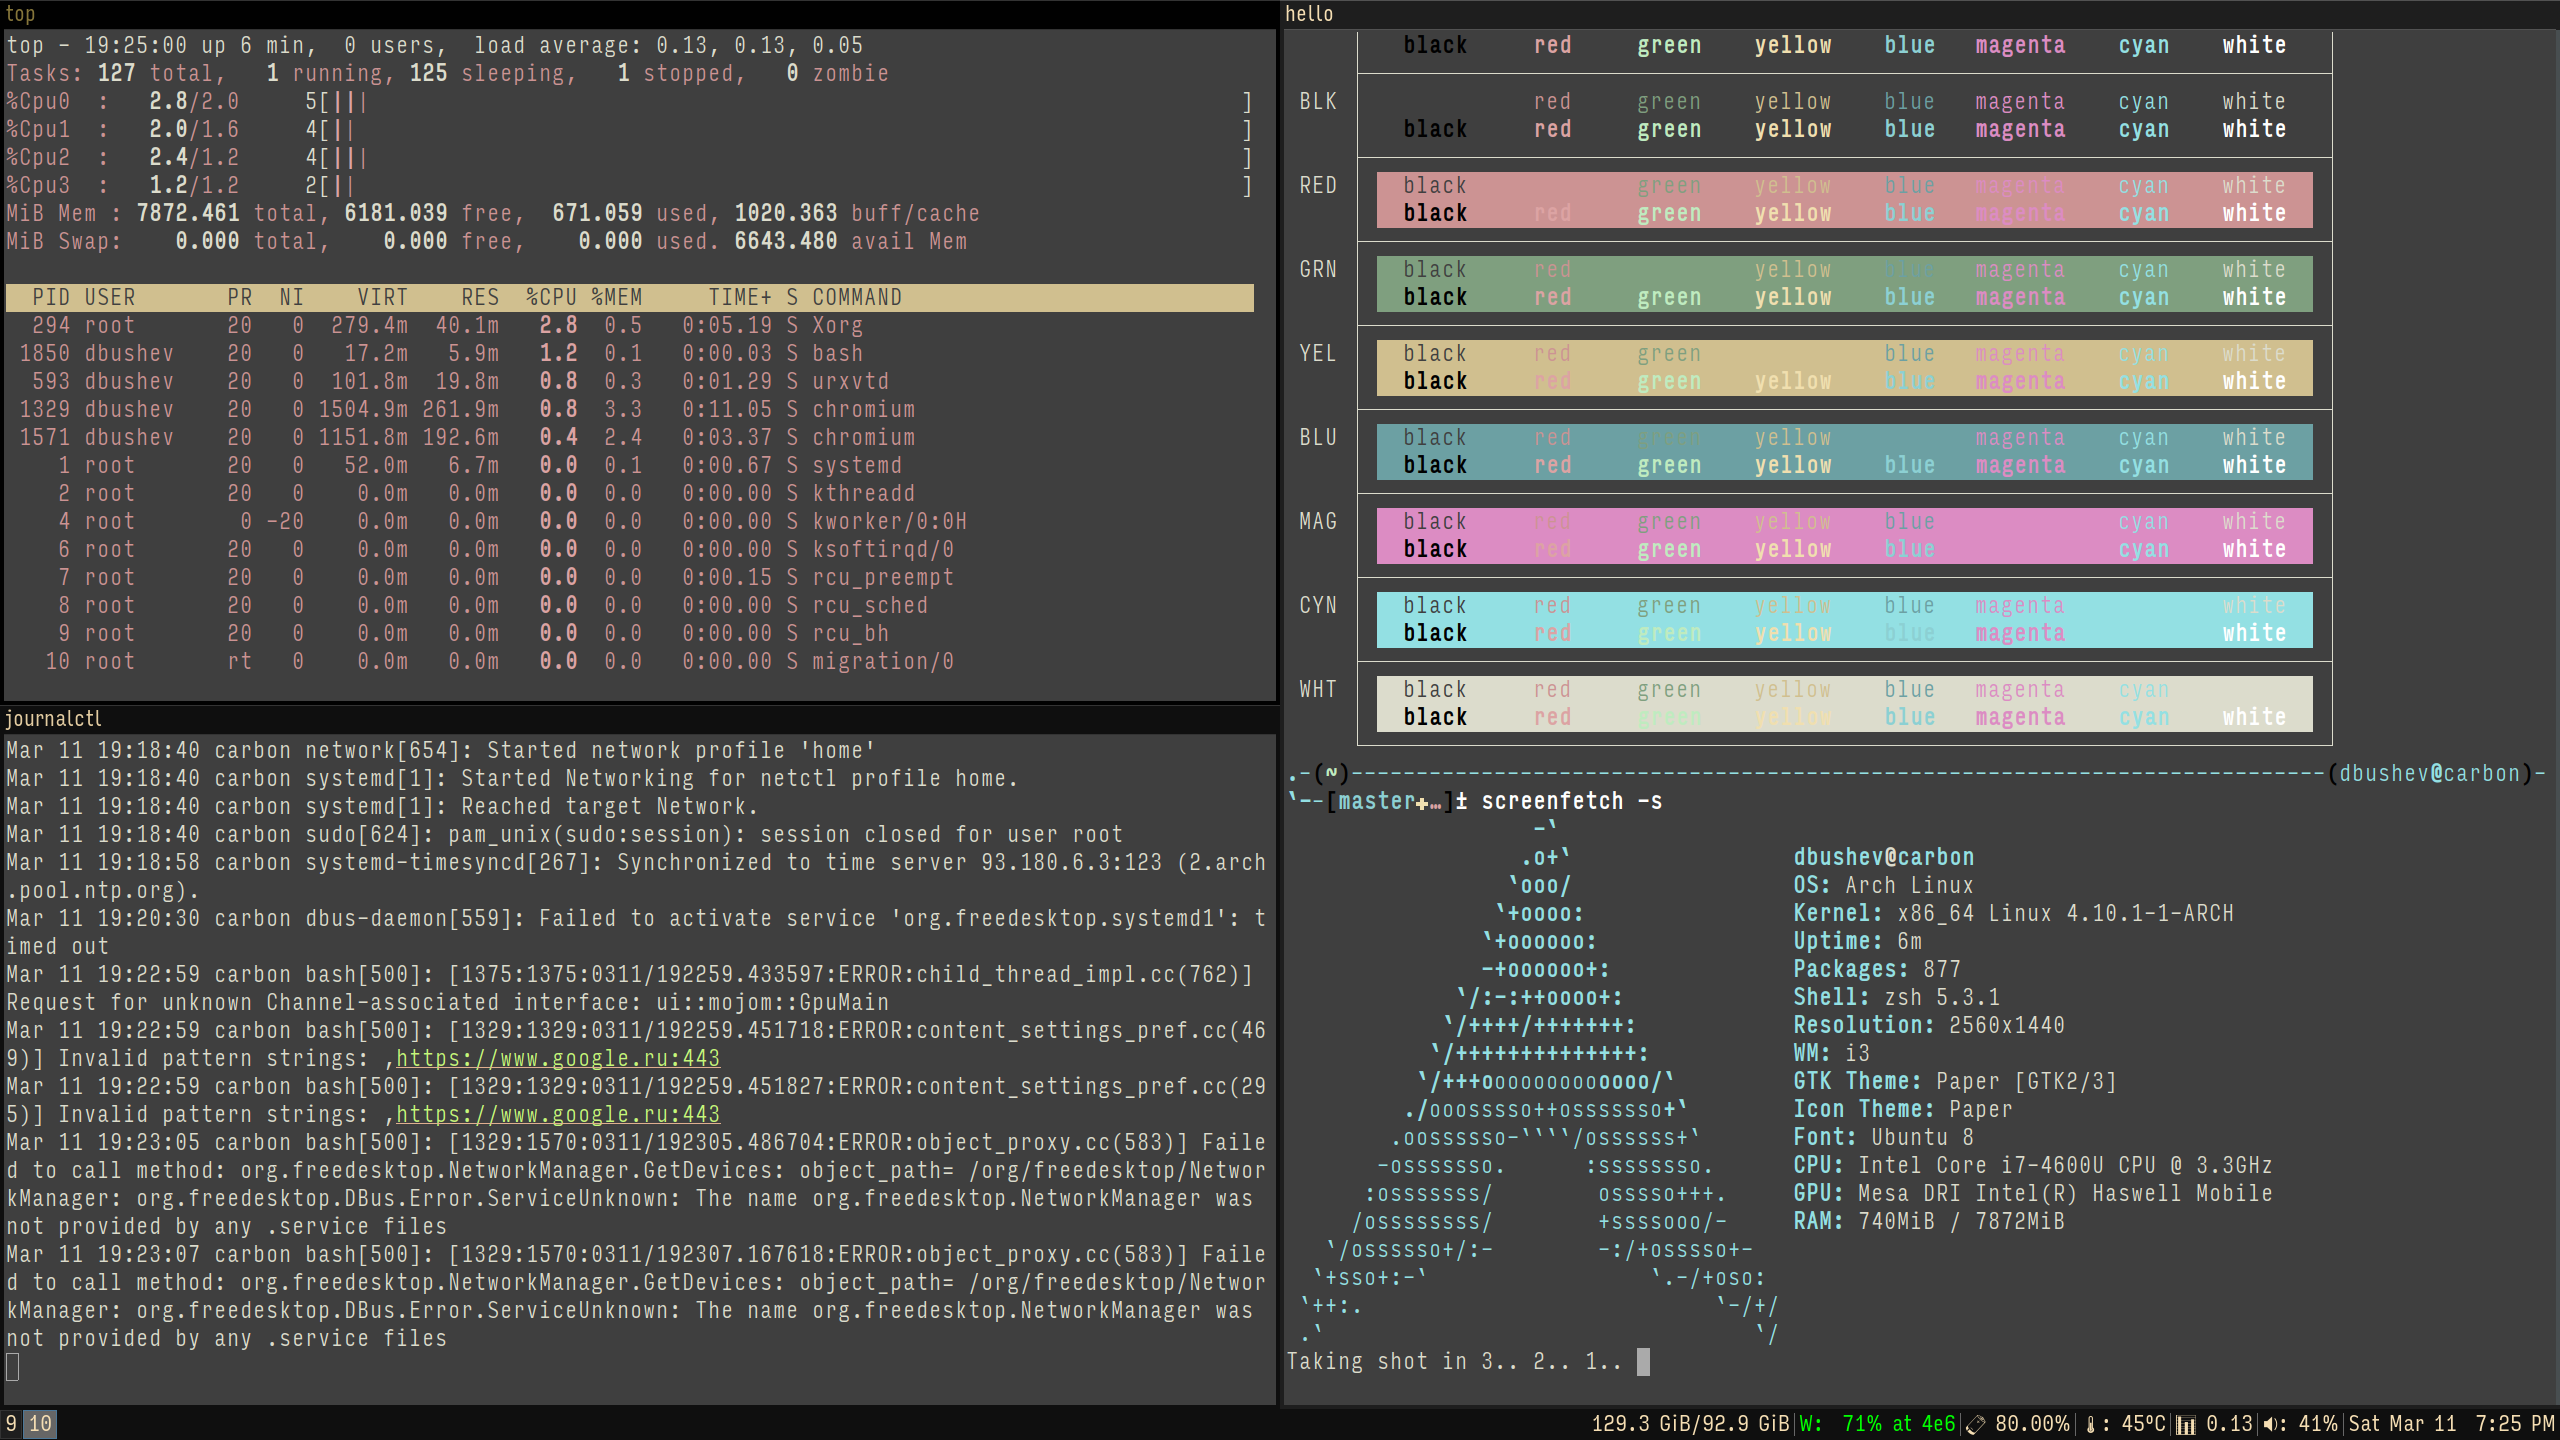 top
top - 19:25:00 up 6 min,  0 users,  load average: 0.13, 0.13, 0.05
Tasks: 127 total,   1 running, 125 sleeping,   1 stopped,   0 zombie
%Cpu0  :   2.8/2.0     5[|||                                                                   ]
%Cpu1  :   2.0/1.6     4[||                                                                    ]
%Cpu2  :   2.4/1.2     4[|||                                                                   ]
%Cpu3  :   1.2/1.2     2[||                                                                    ]
MiB Mem : 7872.461 total, 6181.039 free,  671.059 used, 1020.363 buff/cache
MiB Swap:    0.000 total,    0.000 free,    0.000 used. 6643.480 avail Mem
  PID USER       PR  NI    VIRT    RES  %CPU %MEM     TIME+ S COMMAND
  294 root       20   0  279.4m  40.1m   2.8  0.5   0:05.19 S Xorg
 1850 dbushev    20   0   17.2m   5.9m   1.2  0.1   0:00.03 S bash
  593 dbushev    20   0  101.8m  19.8m   0.8  0.3   0:01.29 S urxvtd
 1329 dbushev    20   0 1504.9m 261.9m   0.8  3.3   0:11.05 S chromium
 1571 dbushev    20   0 1151.8m 192.6m   0.4  2.4   0:03.37 S chromium
    1 root       20   0   52.0m   6.7m   0.0  0.1   0:00.67 S systemd
    2 root       20   0    0.0m   0.0m   0.0  0.0   0:00.00 S kthreadd
    4 root        0 -20    0.0m   0.0m   0.0  0.0   0:00.00 S kworker/0:0H
    6 root       20   0    0.0m   0.0m   0.0  0.0   0:00.00 S ksoftirqd/0
    7 root       20   0    0.0m   0.0m   0.0  0.0   0:00.15 S rcu_preempt
    8 root       20   0    0.0m   0.0m   0.0  0.0   0:00.00 S rcu_sched
    9 root       20   0    0.0m   0.0m   0.0  0.0   0:00.00 S rcu_bh
   10 root       rt   0    0.0m   0.0m   0.0  0.0   0:00.00 S migration/0
journalctl
Mar 11 19:18:40 carbon network[654]: Started network profile 'home'
Mar 11 19:18:40 carbon systemd[1]: Started Networking for netctl profile home.
Mar 11 19:18:40 carbon systemd[1]: Reached target Network.
Mar 11 19:18:40 carbon sudo[624]: pam_unix(sudo:session): session closed for user root
Mar 11 19:18:58 carbon systemd-timesyncd[267]: Synchronized to time server 93.180.6.3:123 (2.arch
.pool.ntp.org).
Mar 11 19:20:30 carbon dbus-daemon[559]: Failed to activate service 'org.freedesktop.systemd1': t
imed out
Mar 11 19:22:59 carbon bash[500]: [1375:1375:0311/192259.433597:ERROR:child_thread_impl.cc(762)]
Request for unknown Channel-associated interface: ui::mojom::GpuMain
Mar 11 19:22:59 carbon bash[500]: [1329:1329:0311/192259.451718:ERROR:content_settings_pref.cc(46
9)] Invalid pattern strings: ,https://www.google.ru:443
Mar 11 19:22:59 carbon bash[500]: [1329:1329:0311/192259.451827:ERROR:content_settings_pref.cc(29
5)] Invalid pattern strings: ,https://www.google.ru:443
Mar 11 19:23:05 carbon bash[500]: [1329:1570:0311/192305.486704:ERROR:object_proxy.cc(583)] Faile
d to call method: org.freedesktop.NetworkManager.GetDevices: object_path= /org/freedesktop/Networ
kManager: org.freedesktop.DBus.Error.ServiceUnknown: The name org.freedesktop.NetworkManager was
not provided by any .service files
Mar 11 19:23:07 carbon bash[500]: [1329:1570:0311/192307.167618:ERROR:object_proxy.cc(583)] Faile
d to call method: org.freedesktop.NetworkManager.GetDevices: object_path= /org/freedesktop/Networ
kManager: org.freedesktop.DBus.Error.ServiceUnknown: The name org.freedesktop.NetworkManager was
not provided by any .service files
hello
black red green yellow blue magenta cyan white
BLK red green yellow blue magenta cyan white
black red green yellow blue magenta cyan white
RED black green yellow blue magenta cyan white
black red green yellow blue magenta cyan white
GRN black red yellow blue magenta cyan white
black red green yellow blue magenta cyan white
YEL black red green blue magenta cyan white
black red green yellow blue magenta cyan white
BLU black red green yellow magenta cyan white
black red green yellow blue magenta cyan white
MAG black red green yellow blue cyan white
black red green yellow blue cyan white
CYN black red green yellow blue magenta white
black red green yellow blue magenta white
WHT black red green yellow blue magenta cyan
black red green yellow blue magenta cyan white
.-(~)---------------------------------------------------------------------------(dbushev@carbon)-
`--[master+…]± screenfetch -s
-`
.o+`
`ooo/
`+oooo:
`+oooooo:
-+oooooo+:
`/:-:++oooo+:
`/++++/+++++++:
`/++++++++++++++:
`/+++ooooooooooooo/`
./ooosssso++osssssso+`
.oossssso-````/ossssss+`
-osssssso.      :ssssssso.
:osssssss/        osssso+++.
/ossssssss/        +ssssooo/-
`/ossssso+/:-        -:/+osssso+-
`+sso+:-`                 `.-/+oso:
`++:.                           `-/+/
.`                                 `/
dbushev@carbon
OS: Arch Linux
Kernel: x86_64 Linux 4.10.1-1-ARCH
Uptime: 6m
Packages: 877
Shell: zsh 5.3.1
Resolution: 2560x1440
WM: i3
GTK Theme: Paper [GTK2/3]
Icon Theme: Paper
Font: Ubuntu 8
CPU: Intel Core i7-4600U CPU @ 3.3GHz
GPU: Mesa DRI Intel(R) Haswell Mobile
RAM: 740MiB / 7872MiB
Taking shot in 3.. 2.. 1..
9 10
129.3 GiB/92.9 GiB|W:  71% at 4e6| 80.00%| : 45ºC| 0.13| : 41%|Sat Mar 11  7:25 PM